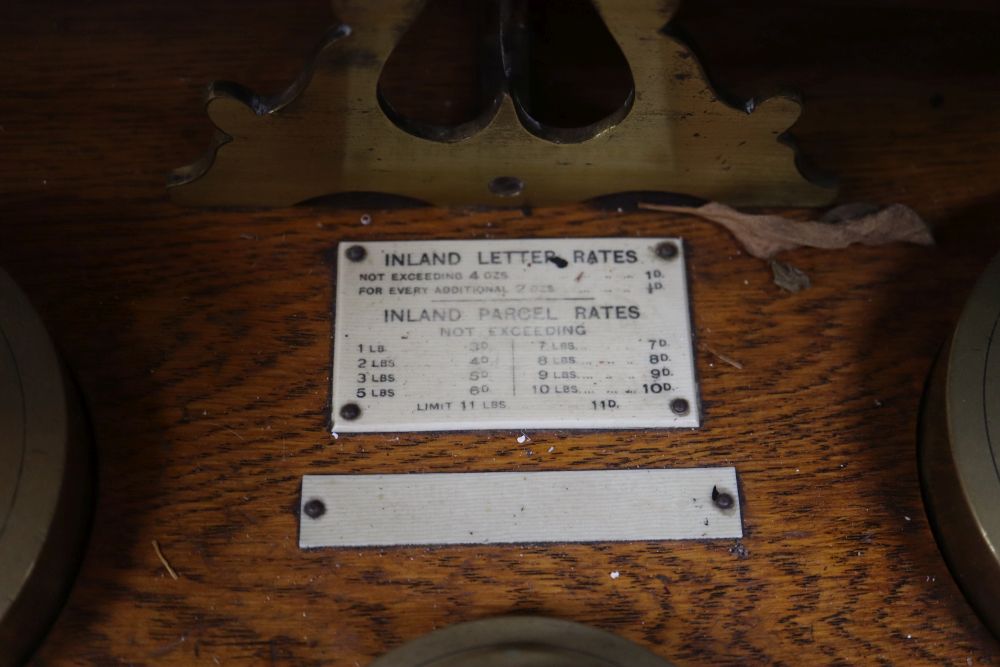 INLAND LETTER RATES
NOT EXCEEDING 4 OZS. .. .. .. 1D.
FOR EVERY ADDITIONAL 2 OZS. .. .. .. ½D.
INLAND PARCEL RATES
NOT EXCEEDING
1 LB. 3D. 7 LBS.... .. .. 7D.
2 LBS 4D. 8 LBS.... .. .. 8D.
3 LBS 5D. 9 LBS.... .. .. 9D.
5 LBS 6D. 10 LBS.... .. .. 10D.
LIMIT 11 LBS. 11D.